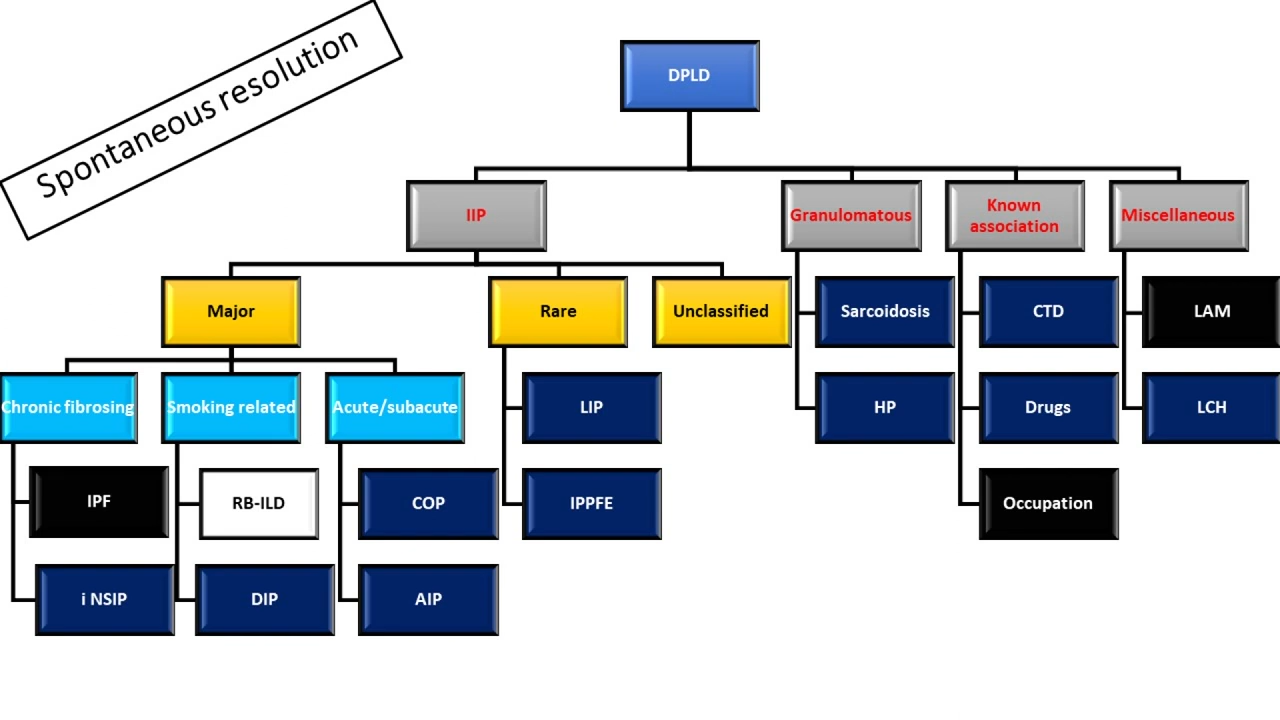 Spontaneous resolution
DPLD
IIP
Granulomatous
Known
association
Miscellaneous
Major
Rare
Unclassified
Sarcoidosis
CTD
LAM
Chronic fibrosing
Smoking related
Acute/subacute
LIP
HP
Drugs
LCH
IPF
RB-ILD
COP
IPPFE
Occupation
i NSIP
DIP
AIP